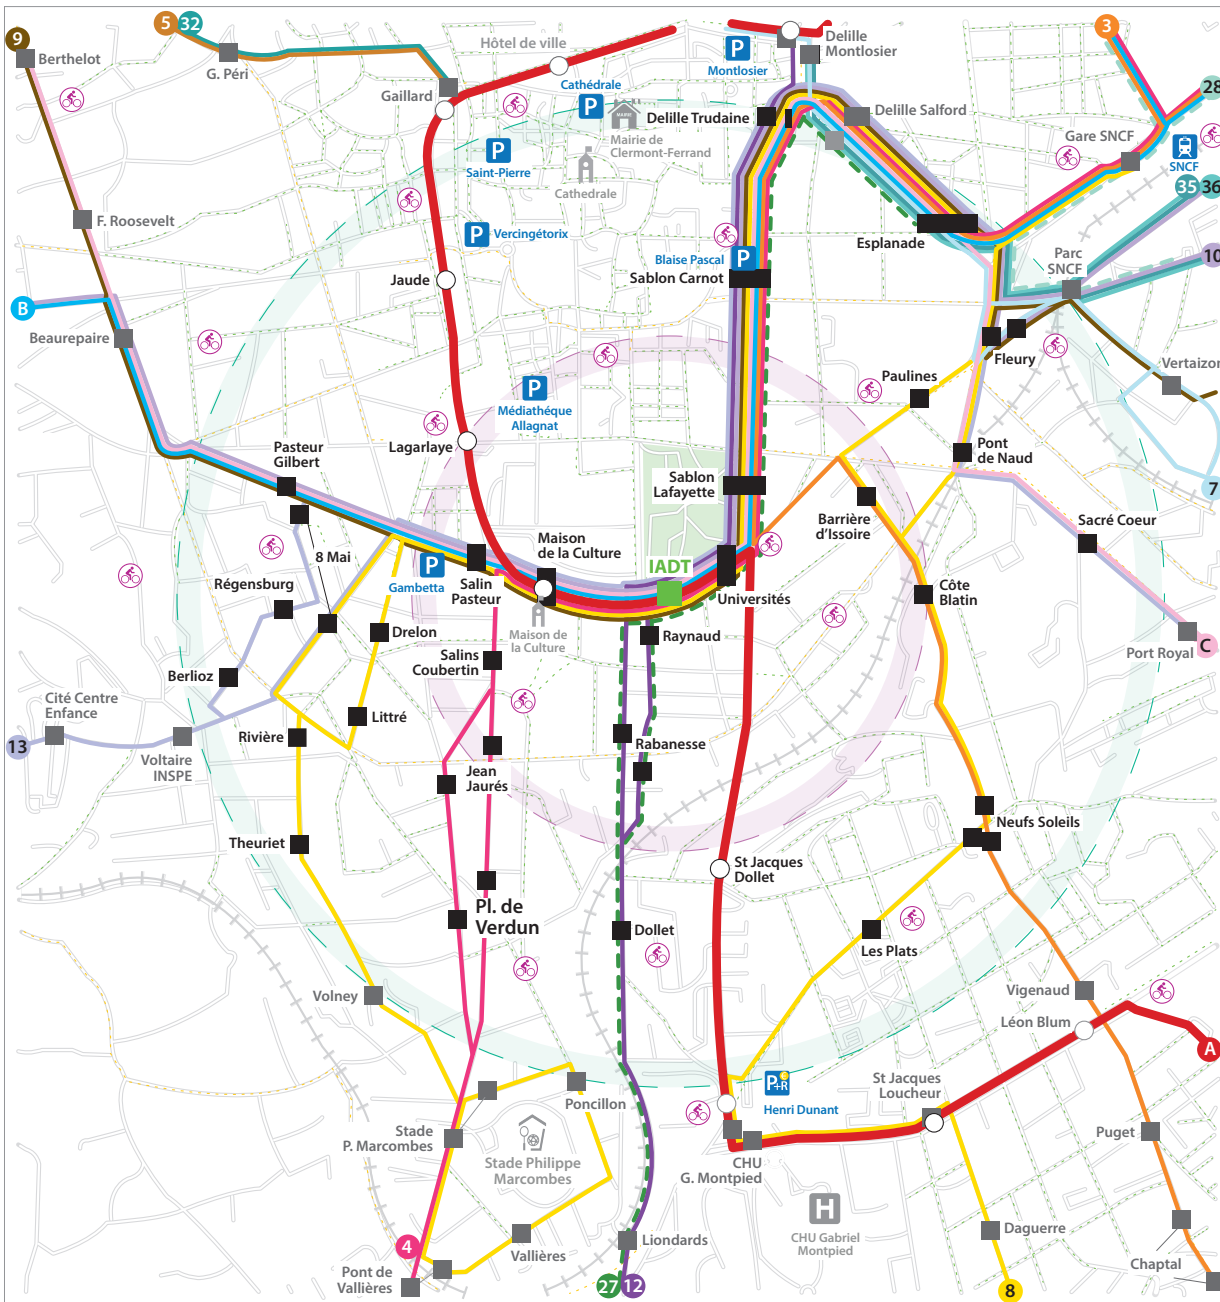 5
32
3
9
Berthelot
G. Péri
Hôtel de ville
P
Montlosier
Delille
Montlosier
28
Gaillard
Cathédrale
P
MAIRIE
Delille Trudaine
Delille Salford
Mairie de
Clermont-Ferrand
Gare SNCF
SNCF
P
Saint-Pierre
Cathedrale
35
36
F. Roosevelt
P
Vercingétorix
Esplanade
Parc
SNCF
10
Blaise Pascal
P
Sablon Carnot
Jaude
B
Beaurepaire
Fleury
Vertaizon
Paulines
P
Médiathéque
Allagnat
Lagarlaye
Pasteur
Gilbert
Pont
de Naud
Sablon
Lafayette
7
Barrière
d'Issoire
Sacré Coeur
8 Mai
Maison
de la Culture
IADT
P
Gambetta
Salin
Pasteur
Universités
Régensburg
Côte
Blatin
Drelon
Maison de
la Culture
Raynaud
Port Royal
C
Salins
Coubertin
Berlioz
Cité Centre
Enfance
Littré
13
Voltaire
INSPE
Rivière
Rabanesse
Jean
Jaurés
Neufs Soleils
Theuriet
St Jacques
Dollet
Pl. de
Verdun
Dollet
Les Plats
Volney
Vigenaud
Léon Blum
A
P+R
Henri Dunant
St Jacques
Loucheur
Poncillon
Stade
P. Marcombes
Puget
Stade Philippe
Marcombes
CHU
G. Montpied
H
CHU Gabriel
Montpied
Daguerre
4
Vallières
Liondards
Chaptal
Pont de
Vallières
27
12
8